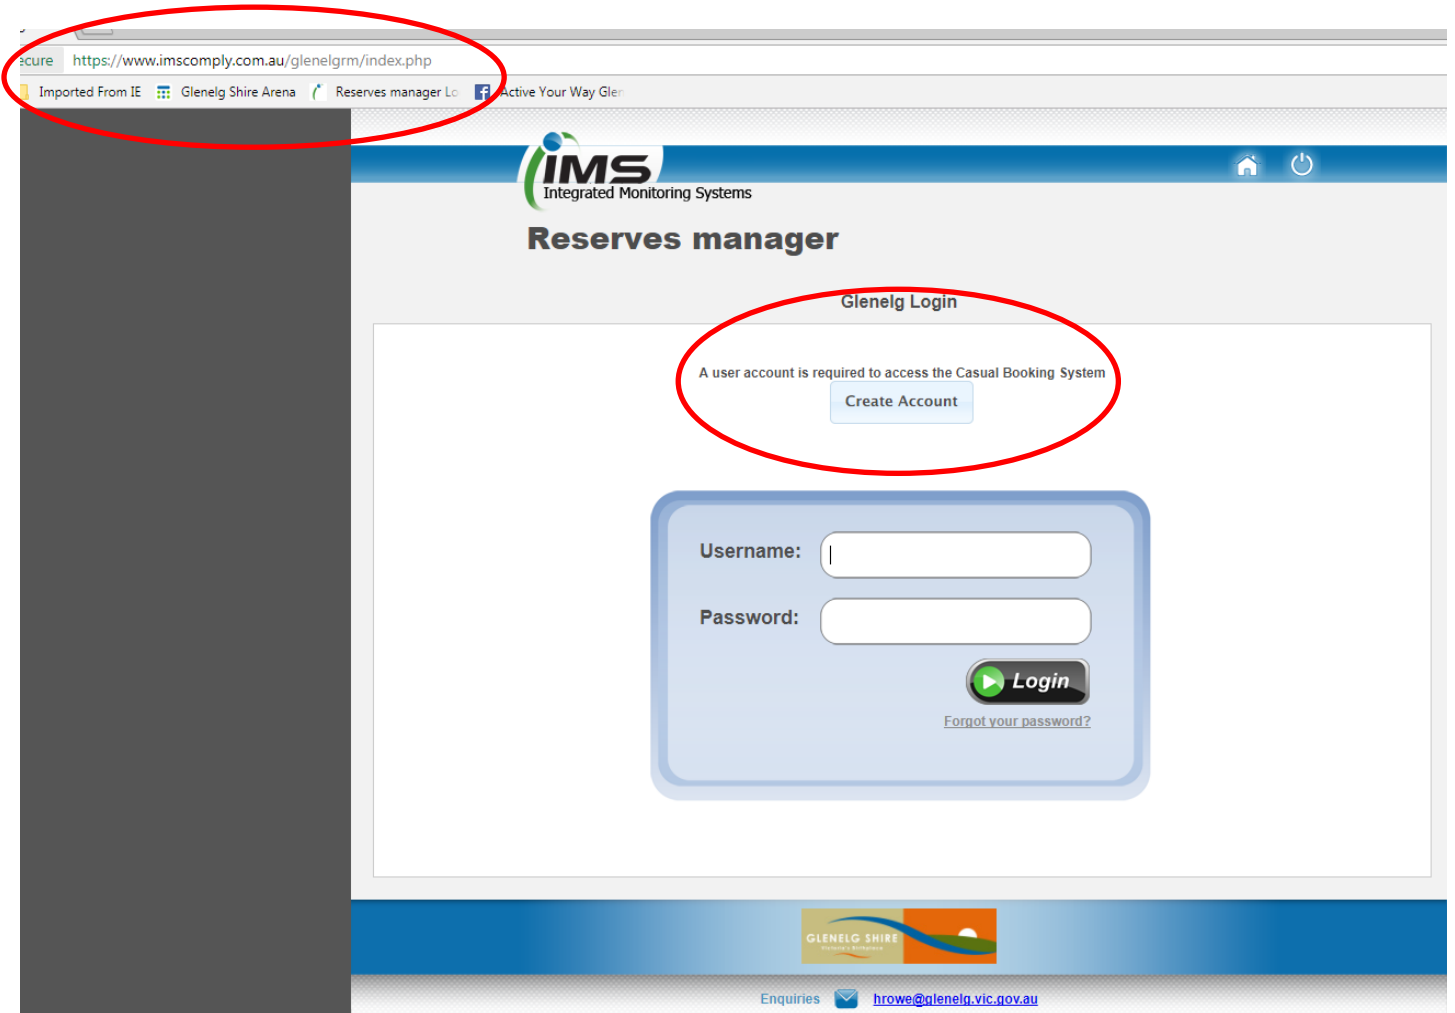 ecure https://www.imscomply.com.au/glenelgrm/index.php
Imported From IE Glenelg Shire Arena Reserves manager Lo Active Your Way Glen
IMS
Integrated Monitoring Systems
Reserves manager
Glenelg Login
A user account is required to access the Casual Booking System
Create Account
Username:
Password:
Login
Forgot your password?
GLENELG SHIRE
Enquiries hrowe@glenelg.vic.gov.au